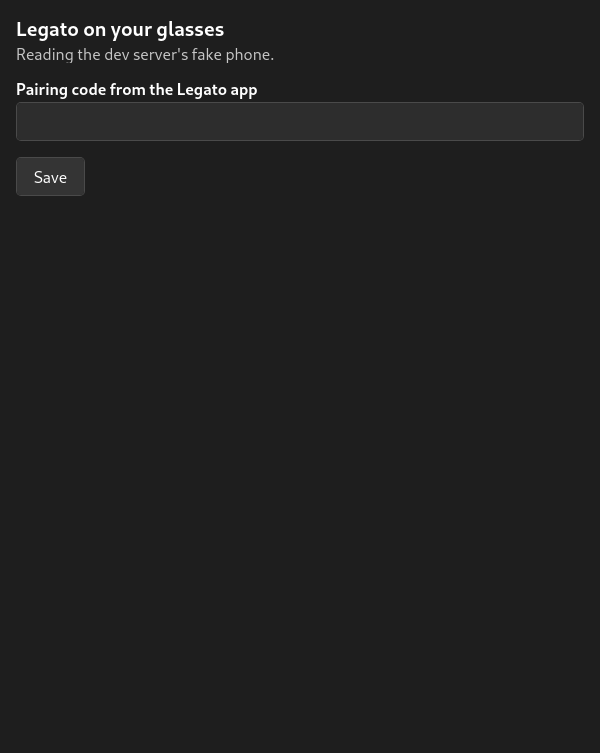 Legato on your glasses
Reading the dev server's fake phone.
Pairing code from the Legato app
Save